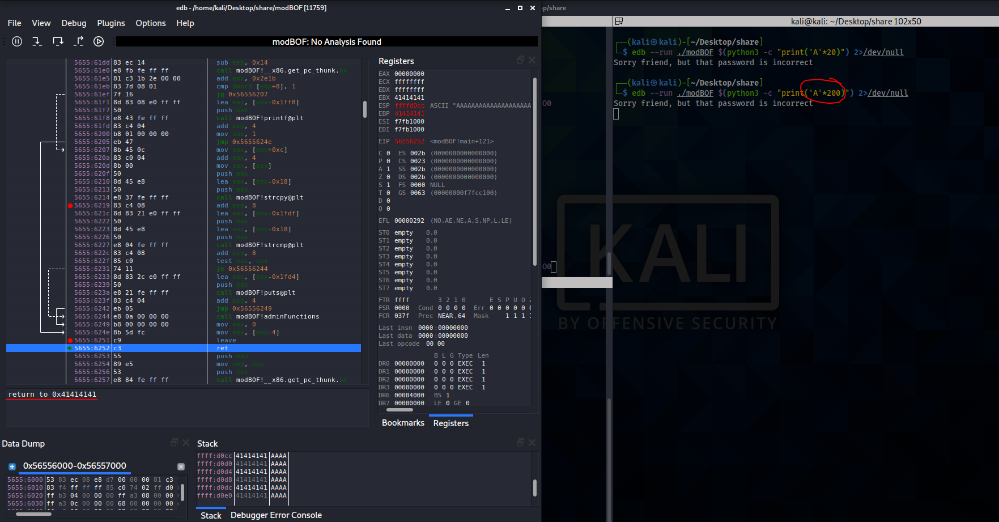 edb - /home/kali/Desktop/share/modBOF [11759]
File View Debug Plugins Options Help
modBOF: No Analysis Found
5655:61dd 83 ec 14 sub esp, 0x14
5655:61e0 e8 fb fe ff ff call modBOF!__x86.get_pc_thunk.bx
5655:61e5 81 c3 1b 2e 00 00 add ebx, 0x2e1b
5655:61eb 83 7d 08 01 cmp dword [ebp+8], 1
5655:61ef 7f 16 jg 0x56556207
5655:61f1 8d 83 08 e0 ff ff lea eax, [ebx-0x1ff8]
5655:61f7 50 push eax
5655:61f8 e8 43 fe ff ff call modBOF!printf@plt
5655:61fd 83 c4 04 add esp, 4
5655:6200 b8 01 00 00 00 mov eax, 1
5655:6205 eb 47 jmp 0x5655624e
5655:6207 8b 45 0c mov eax, [ebp+0xc]
5655:620a 83 c0 04 add eax, 4
5655:620d 8b 00 mov eax, [eax]
5655:620f 50 push eax
5655:6210 8d 45 e8 lea eax, [ebp-0x18]
5655:6213 50 push eax
5655:6214 e8 37 fe ff ff call modBOF!strcpy@plt
5655:6219 83 c4 08 add esp, 8
5655:621c 8d 83 21 e0 ff ff lea eax, [ebx-0x1fdf]
5655:6222 50 push eax
5655:6223 8d 45 e8 lea eax, [ebp-0x18]
5655:6226 50 push eax
5655:6227 e8 04 fe ff ff call modBOF!strcmp@plt
5655:622c 83 c4 08 add esp, 8
5655:622f 85 c0 test eax, eax
5655:6231 74 11 je 0x56556244
5655:6233 8d 83 2c e0 ff ff lea eax, [ebx-0x1fd4]
5655:6239 50 push eax
5655:623a e8 21 fe ff ff call modBOF!puts@plt
5655:623f 83 c4 04 add esp, 4
5655:6242 eb 05 jmp 0x56556249
5655:6244 e8 0a 00 00 00 call modBOF!adminFunctions
5655:6249 b8 00 00 00 00 mov eax, 0
5655:624e 8b 5d fc mov ebx, [ebp-4]
5655:6251 c9 leave
5655:6252 c3 ret
5655:6253 55 push ebp
5655:6254 89 e5 mov ebp, esp
5655:6256 53 push ebx
5655:6257 e8 84 fe ff ff call modBOF!__x86.get_pc_thunk.bx
return to 0x41414141
Registers
EAX 00000000
ECX ffffffff
EDX ffffffff
EBX 41414141
ESP ffffd0cc ASCII "AAAAAAAAAAAAAAAAAAAAA
EBP 41414141
ESI f7fb1000
EDI f7fb1000
EIP 56556252 <modBOF!main+121>
C 0 ES 002b (0000000000000000)
P 0 CS 0023 (0000000000000000)
A 1 SS 002b (0000000000000000)
Z 0 DS 002b (0000000000000000)
S 1 FS 0000 NULL
T 0 GS 0063 (00000000f7fcc100)
D 0
O 0
EFL 00000292 (NO,AE,NE,A,S,NP,L,LE)
ST0 empty 0.0
ST1 empty 0.0
ST2 empty 0.0
ST3 empty 0.0
ST4 empty 0.0
ST5 empty 0.0
ST6 empty 0.0
ST7 empty 0.0
FTR ffff 3 2 1 0 E S P U O Z
FSR 0000 Cond 0 0 0 0 Err 0 0 0 0 0 0
FCR 037f Prec NEAR,64 Mask 1 1 1 1
Last insn 0000:00000000
Last data 0000:00000000
Last opcode 00 00
B L G Type Len
DR0 00000000 0 0 0 EXEC 1
DR1 00000000 0 0 0 EXEC 1
DR2 00000000 0 0 0 EXEC 1
DR3 00000000 0 0 0 EXEC 1
DR6 00004000 BS 1
DR7 00000000 LE 0 GE 0
Bookmarks Registers
Data Dump
0x56556000-0x56557000
5655:6000 53 83 ec 08 e8 d7 00 00 00 81 c3
5655:6010 83 f4 ff ff ff 85 c0 74 02 ff d0
5655:6020 ff b3 04 00 00 00 ff a3 08 00 00
5655:6030 ff a3 0c 00 00 00 68 00 00 00 00
Stack
ffff:d0cc 41414141 AAAA
ffff:d0d0 41414141 AAAA
ffff:d0d4 41414141 AAAA
ffff:d0d8 41414141 AAAA
ffff:d0dc 41414141 AAAA
ffff:d0e0 41414141 AAAA
Stack Debugger Error Console
op/share
kali@kali: ~/Desktop/share 102x50
(kali㉿kali)-[~/Desktop/share]
$ edb --run ./modBOF $(python3 -c "print('A'*20)") 2>/dev/null
Sorry friend, but that password is incorrect
(kali㉿kali)-[~/Desktop/share]
$ edb --run ./modBOF $(python3 -c "print('A'*200)") 2>/dev/null
Sorry friend, but that password is incorrect
KALI
BY OFFENSIVE SECURITY